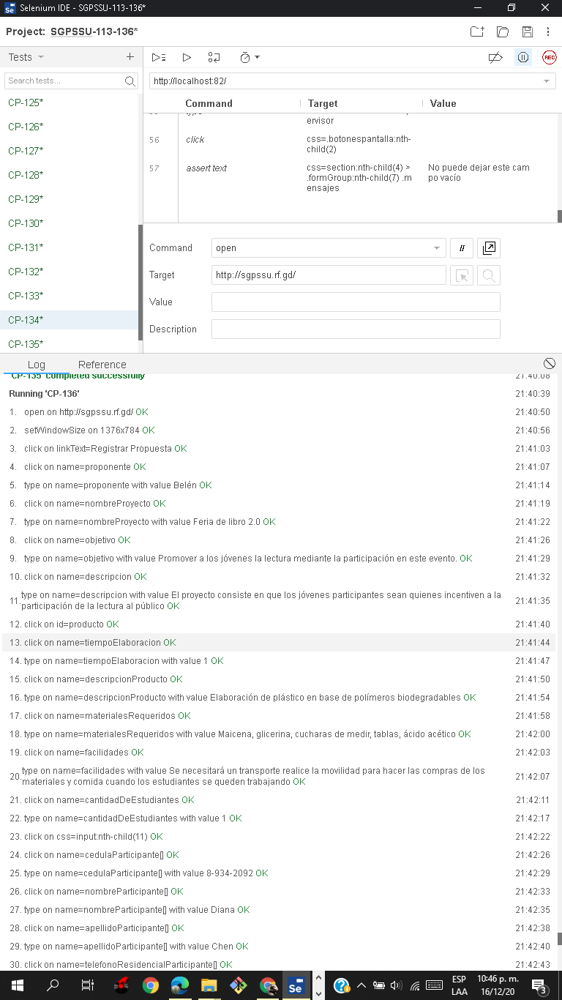 Selenium IDE - SGPSSU-113-136*
Project: SGPSSU-113-136*
Tests
Search tests...
CP-125*
CP-126*
CP-127*
CP-128*
CP-129*
CP-130*
CP-131*
CP-132*
CP-133*
CP-134*
CP-135*
REC
http://localhost:82/
Command Target Value
ervisor
56 click css=.botonespantalla:nth-
child(2)
57 assert text css=section:nth-child(4) > No puede dejar este cam
.formGroup:nth-child(7) .m po vacío
ensajes
Command open //
Target http://sgpssu.rf.gd/
Value
Description
Log Reference
'CP-135' completed successfully 21:40:08
Running 'CP-136' 21:40:39
1. open on http://sgpssu.rf.gd/ OK 21:40:50
2. setWindowSize on 1376x784 OK 21:40:56
3. click on linkText=Registrar Propuesta OK 21:41:03
4. click on name=proponente OK 21:41:07
5. type on name=proponente with value Belén OK 21:41:14
6. click on name=nombreProyecto OK 21:41:19
7. type on name=nombreProyecto with value Feria de libro 2.0 OK 21:41:22
8. click on name=objetivo OK 21:41:26
9. type on name=objetivo with value Promover a los jóvenes la lectura mediante la participación en este evento. OK 21:41:29
10. click on name=descripcion OK 21:41:32
11. type on name=descripcion with value El proyecto consiste en que los jóvenes participantes sean quienes incentiven a la 21:41:35
participación de la lectura al público OK
12. click on id=producto OK 21:41:40
13. click on name=tiempoElaboracion OK 21:41:44
14. type on name=tiempoElaboracion with value 1 OK 21:41:47
15. click on name=descripcionProducto OK 21:41:50
16. type on name=descripcionProducto with value Elaboración de plástico en base de polímeros biodegradables OK 21:41:54
17. click on name=materialesRequeridos OK 21:41:58
18. type on name=materialesRequeridos with value Maicena, glicerina, cucharas de medir, tablas, ácido acético OK 21:42:00
19. click on name=facilidades OK 21:42:03
20. type on name=facilidades with value Se necesitará un transporte realice la movilidad para hacer las compras de los 21:42:07
materiales y comida cuando los estudiantes se queden trabajando OK
21. click on name=cantidadDeEstudiantes OK 21:42:11
22. type on name=cantidadDeEstudiantes with value 1 OK 21:42:17
23. click on css=input:nth-child(11) OK 21:42:22
24. click on name=cedulaParticipante[] OK 21:42:26
25. type on name=cedulaParticipante[] with value 8-934-2092 OK 21:42:29
26. click on name=nombreParticipante[] OK 21:42:33
27. type on name=nombreParticipante[] with value Diana OK 21:42:35
28. click on name=apellidoParticipante[] OK 21:42:38
29. type on name=apellidoParticipante[] with value Chen OK 21:42:40
30. click on name=telefonoResidencialParticipante[] OK 21:42:43
Se
ESP 10:46 p. m.
LAA 16/12/20
3